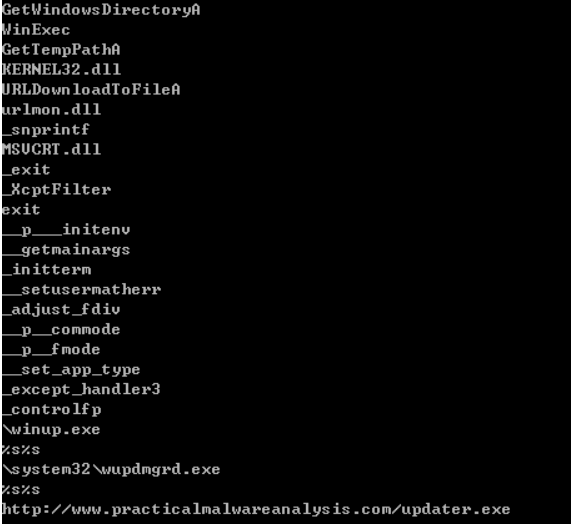 GetWindowsDirectoryA
WinExec
GetTempPathA
KERNEL32.dll
URLDownloadToFileA
urlmon.dll
_snprintf
MSVCRT.dll
_exit
_XcptFilter
exit
__p___initenv
__getmainargs
_initterm
__setusermatherr
_adjust_fdiv
__p__commode
__p__fmode
__set_app_type
_except_handler3
_controlfp
\winup.exe
%s%s
\system32\wupdmgrd.exe
%s%s
http://www.practicalmalwareanalysis.com/updater.exe